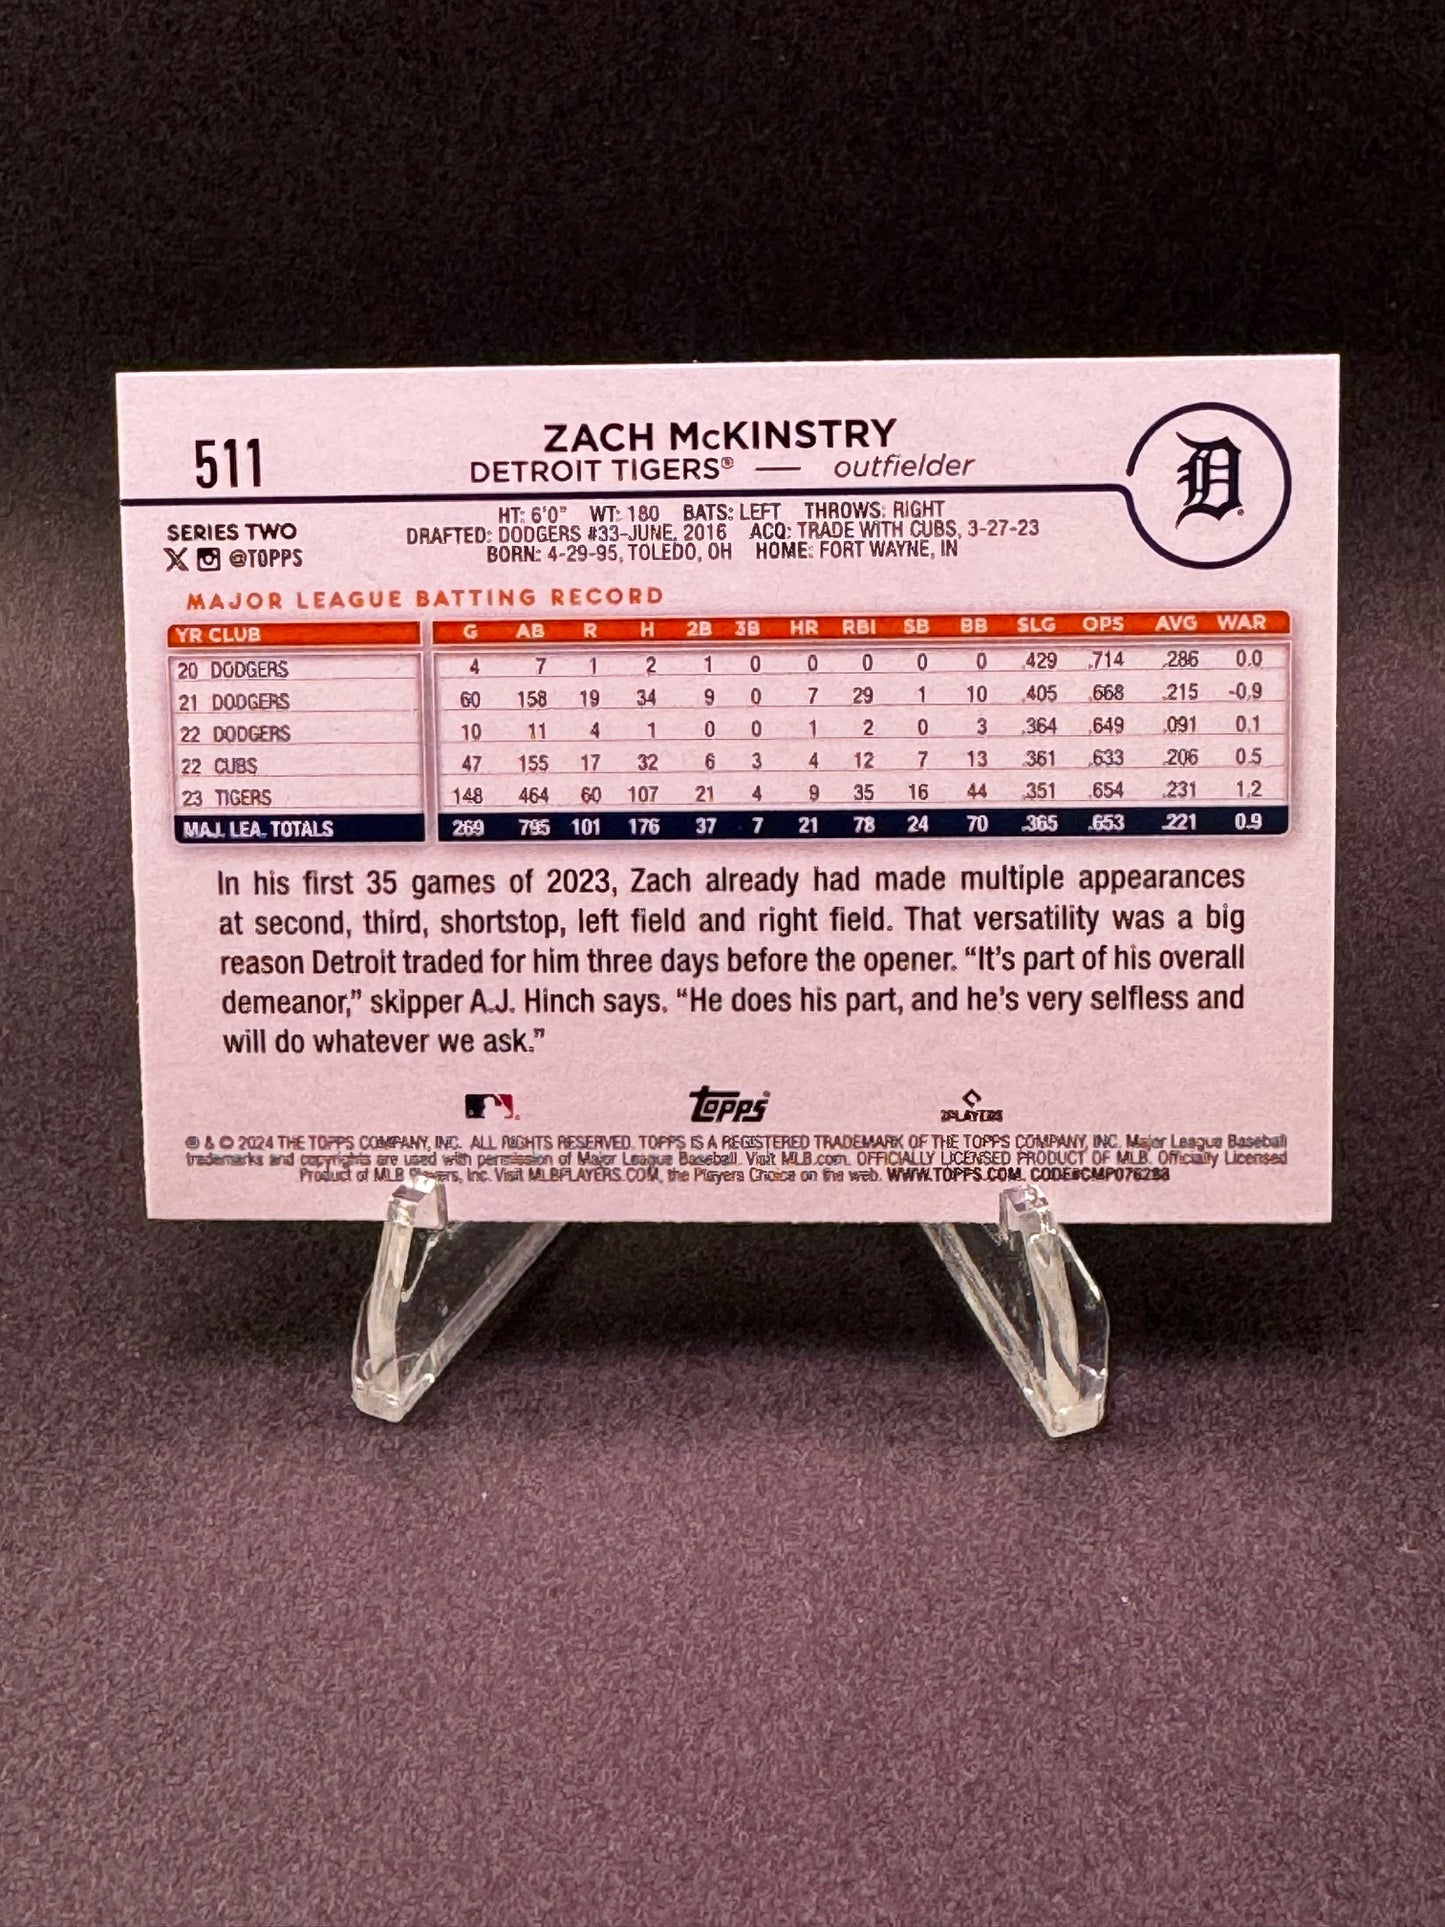 511
ZACH McKINSTRY
DETROIT TIGERS® — outfielder
D
SERIES TWO
X @TOPPS
HT: 6'0" WT: 180 BATS: LEFT THROWS: RIGHT
DRAFTED: DODGERS #33-JUNE, 2016 ACQ: TRADE WITH CUBS, 3-27-23
BORN: 4-29-95, TOLEDO, OH HOME: FORT WAYNE, IN
MAJOR LEAGUE BATTING RECORD
YR CLUB G AB R H 2B 3B HR RBI SB BB SLG OPS AVG WAR
20 DODGERS 4 7 1 2 1 0 0 0 0 0 .429 .714 .286 0.0
21 DODGERS 60 158 19 34 9 0 7 29 1 10 .405 .668 .215 -0.9
22 DODGERS 10 11 4 1 0 0 1 2 0 3 .364 .649 .091 0.1
22 CUBS 47 155 17 32 6 3 4 12 7 13 .361 .633 .206 0.5
23 TIGERS 148 464 60 107 21 4 9 35 16 44 .351 .654 .231 1.2
MAJ. LEA. TOTALS 269 795 101 176 37 7 21 78 24 70 .365 .653 .221 0.9
In his first 35 games of 2023, Zach already had made multiple appearances
at second, third, shortstop, left field and right field. That versatility was a big
reason Detroit traded for him three days before the opener. “It’s part of his overall
demeanor,” skipper A.J. Hinch says. “He does his part, and he’s very selfless and
will do whatever we ask.”
Topps
PLAYERS
® & © 2024 THE TOPPS COMPANY, INC. ALL RIGHTS RESERVED. TOPPS IS A REGISTERED TRADEMARK OF THE TOPPS COMPANY, INC. Major League Baseball
trademarks and copyrights are used with permission of Major League Baseball. Visit MLB.com. OFFICIALLY LICENSED PRODUCT OF MLB. Officially Licensed
Product of MLB Players, Inc. Visit MLBPLAYERS.COM, the Players Choice on the web. WWW.TOPPS.COM. CODE#CMP076283